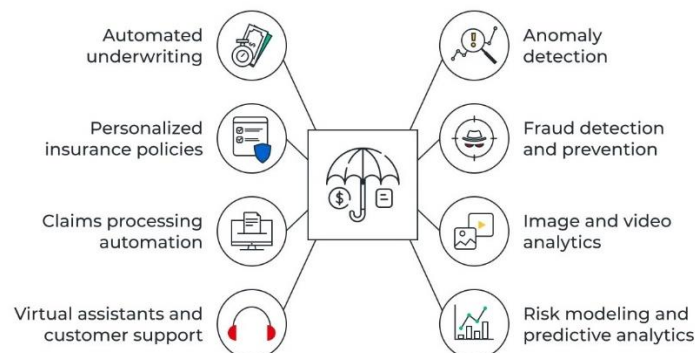 Automated
underwriting
Personalized
insurance policies
Claims processing
automation
Virtual assistants and
customer support
Anomaly
detection
Fraud detection
and prevention
Image and video
analytics
Risk modeling and
predictive analytics